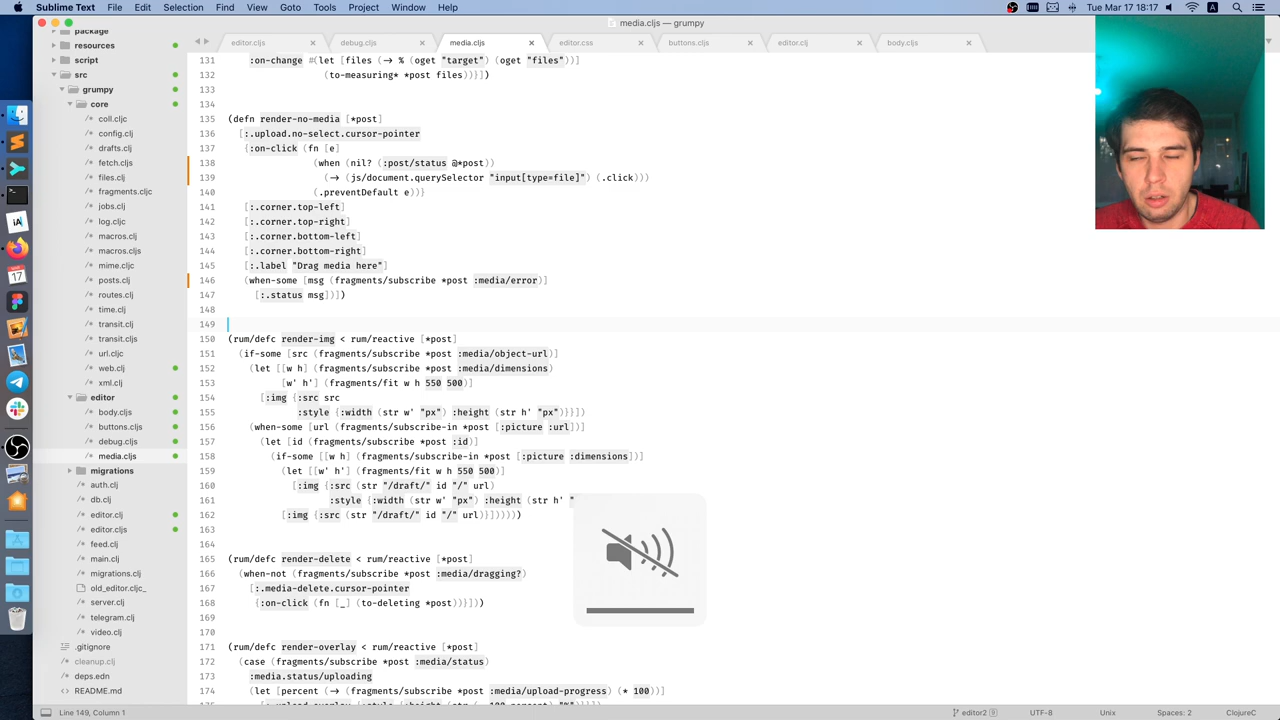 Sublime Text File Edit Selection Find View Goto Tools Project Window Help
Tue Mar 17 18:17
media.cljs — grumpy
editor.cljs debug.cljs media.cljs editor.css buttons.cljs editor.clj body.cljs
package
resources
script
src
grumpy
core
coll.cljc
config.clj
drafts.clj
fetch.cljs
files.clj
fragments.cljc
jobs.clj
log.cljc
macros.clj
macros.cljs
mime.cljc
posts.clj
routes.clj
time.clj
transit.clj
transit.cljs
url.cljc
web.clj
xml.clj
editor
body.cljs
buttons.cljs
debug.cljs
media.cljs
migrations
auth.clj
db.clj
editor.clj
editor.cljs
feed.clj
main.clj
migrations.clj
old_editor.cljc_
server.clj
telegram.clj
video.clj
.gitignore
cleanup.clj
deps.edn
README.md
131 :on-change #(let [files (-> % (oget "target") (oget "files"))]
132 (to-measuring* *post files))}])
133
134
135 (defn render-no-media [*post]
136 [:.upload.no-select.cursor-pointer
137 {:on-click (fn [e]
138 (when (nil? (:post/status @*post))
139 (-> (js/document.querySelector "input[type=file]") (.click)))
140 (.preventDefault e))}
141 [:.corner.top-left]
142 [:.corner.top-right]
143 [:.corner.bottom-left]
144 [:.corner.bottom-right]
145 [:.label "Drag media here"]
146 (when-some [msg (fragments/subscribe *post :media/error)]
147 [:.status msg])])
148
149
150 (rum/defc render-img < rum/reactive [*post]
151 (if-some [src (fragments/subscribe *post :media/object-url)]
152 (let [[w h] (fragments/subscribe *post :media/dimensions)
153 [w' h'] (fragments/fit w h 550 500)]
154 [:img {:src src
155 :style {:width (str w' "px") :height (str h' "px")}}])
156 (when-some [url (fragments/subscribe-in *post [:picture :url])]
157 (let [id (fragments/subscribe *post :id)]
158 (if-some [[w h] (fragments/subscribe-in *post [:picture :dimensions])]
159 (let [[w' h'] (fragments/fit w h 550 500)]
160 [:img {:src (str "/draft/" id "/" url)
161 :style {:width (str w' "px") :height (str h' "
162 [:img {:src (str "/draft/" id "/" url)}])))))
163
164
165 (rum/defc render-delete < rum/reactive [*post]
166 (when-not (fragments/subscribe *post :media/dragging?)
167 [:.media-delete.cursor-pointer
168 {:on-click (fn [_] (to-deleting *post))}]))
169
170
171 (rum/defc render-overlay < rum/reactive [*post]
172 (case (fragments/subscribe *post :media/status)
173 :media.status/uploading
174 (let [percent (-> (fragments/subscribe *post :media/upload-progress) (* 100))]
Line 149, Column 1 editor2 9 UTF-8 Unix Spaces: 2 ClojureC